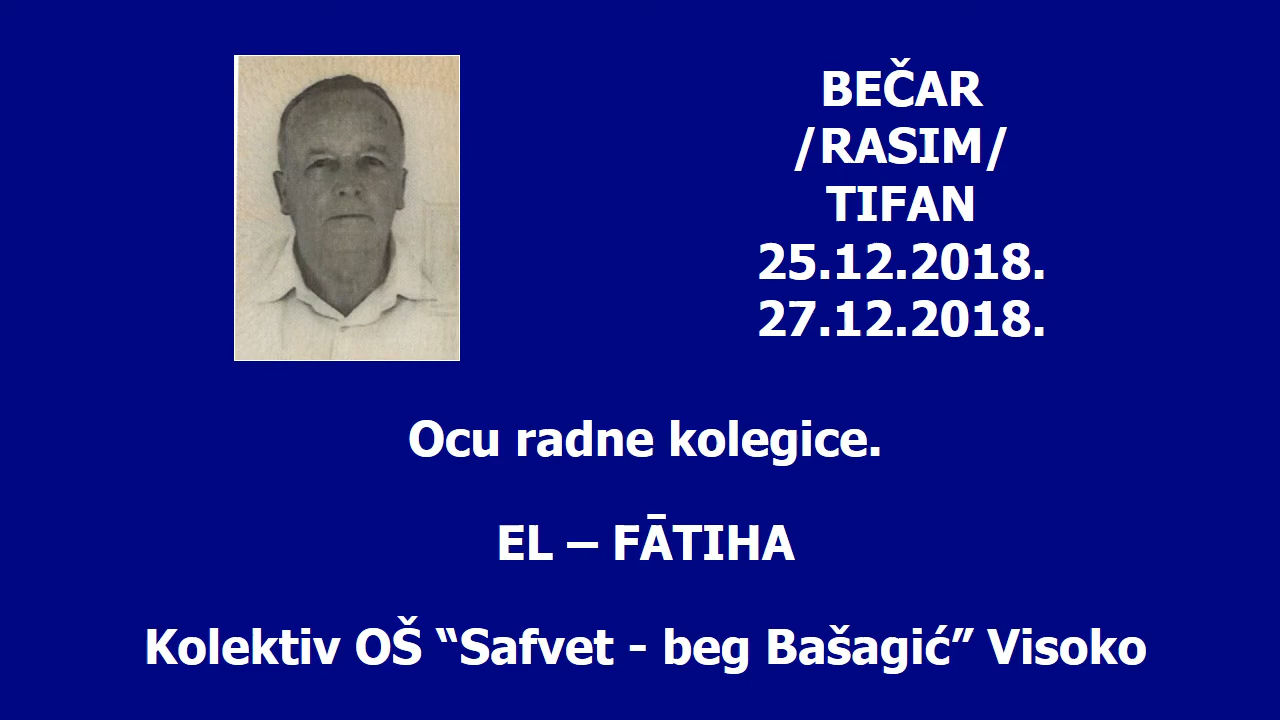 BEČAR
/RASIM/
TIFAN
25.12.2018.
27.12.2018.
Ocu radne kolegice.
EL – FĀTIHA
Kolektiv OŠ “Safvet - beg Bašagić” Visoko